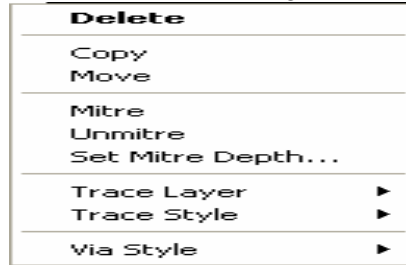 Delete
Copy
Move
Mitre
Unmitre
Set Mitre Depth...
Trace Layer
Trace Style
Via Style